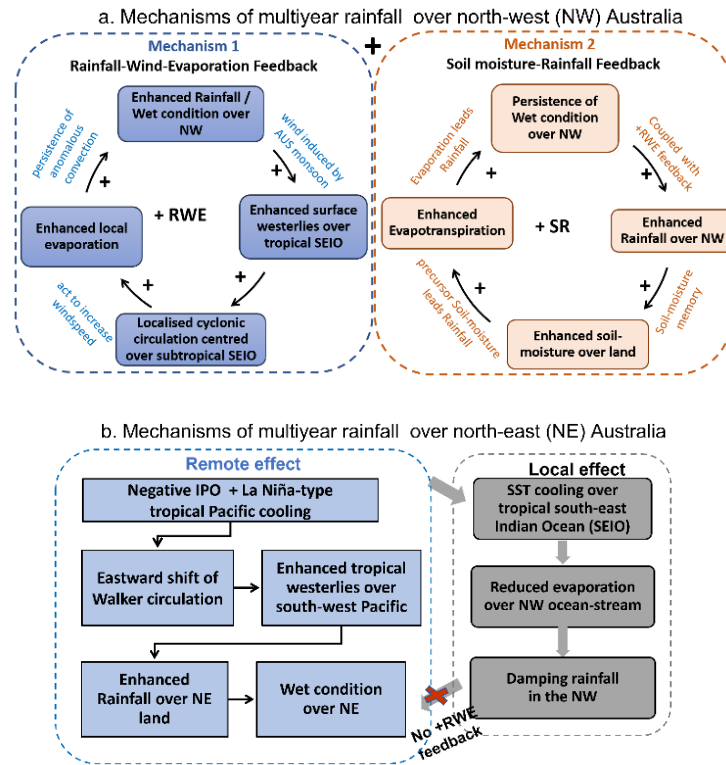 a. Mechanisms of multiyear rainfall over north-west (NW) Australia
Mechanism 1
Rainfall-Wind-Evaporation Feedback
Enhanced Rainfall /
Wet condition over
NW
persistence of
anomalous
convection
+
wind induced by
AUS monsoon
+
Enhanced local
evaporation
+ RWE
Enhanced surface
westerlies over
tropical SEIO
act to increase
windspeed
+
+
Localised cyclonic
circulation centred
over subtropical SEIO
+
Mechanism 2
Soil moisture-Rainfall Feedback
Persistence of
Wet condition
over NW
Evaporation leads
Rainfall
+
Coupled with
+RWE feedback
+
Enhanced
Evapotranspiration
+ SR
Enhanced
Rainfall over NW
precursor Soil-moisture
leads Rainfall
+
+
Soil-moisture
memory
Enhanced soil-
moisture over land
b. Mechanisms of multiyear rainfall over north-east (NE) Australia
Remote effect
Negative IPO + La Niña-type
tropical Pacific cooling
Eastward shift of
Walker circulation
Enhanced tropical
westerlies over
south-west Pacific
Enhanced
Rainfall over NE
land
Wet condition
over NE
Local effect
SST cooling over
tropical south-east
Indian Ocean (SEIO)
Reduced evaporation
over NW ocean-stream
Damping rainfall
in the NW
No +RWE
feedback